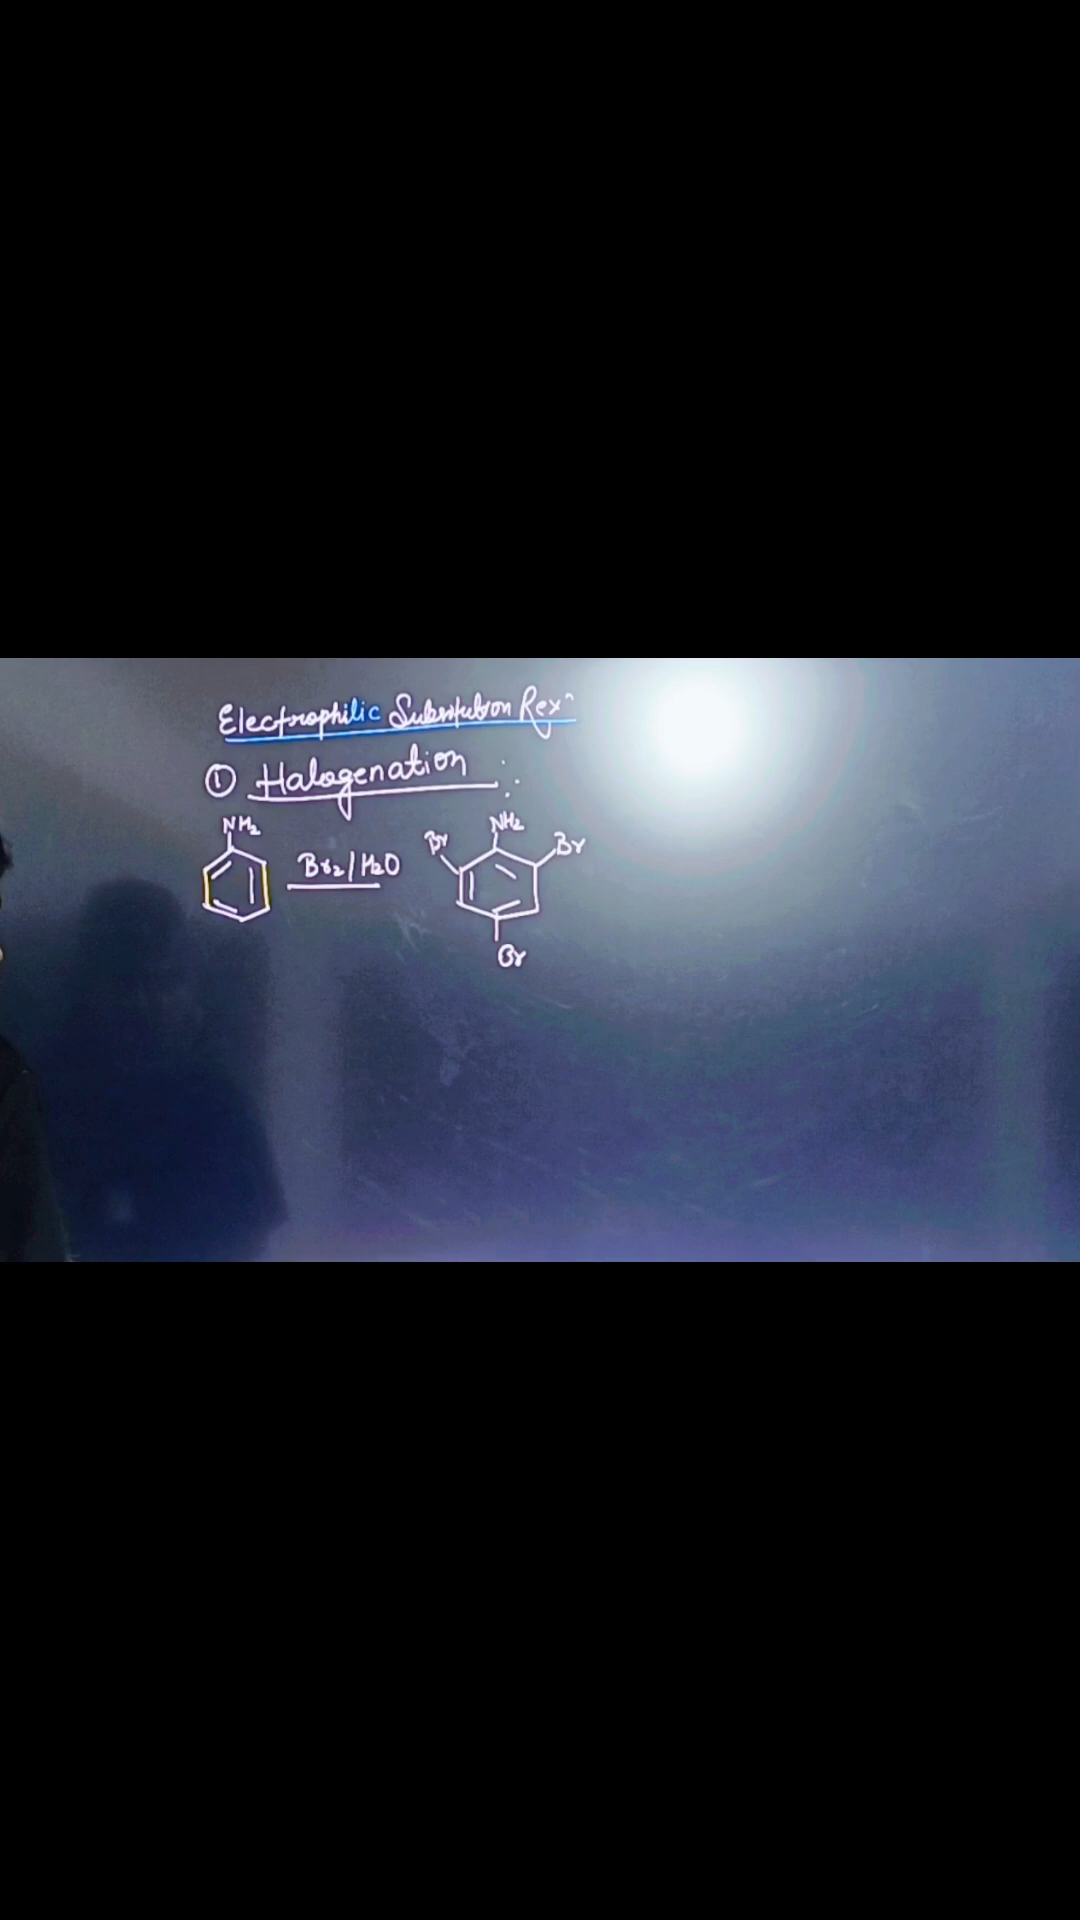 Electrophilic Substitution Rexⁿ
① Halogenation :
NH₂ Br₂/H₂O Br NH₂ Br
Br